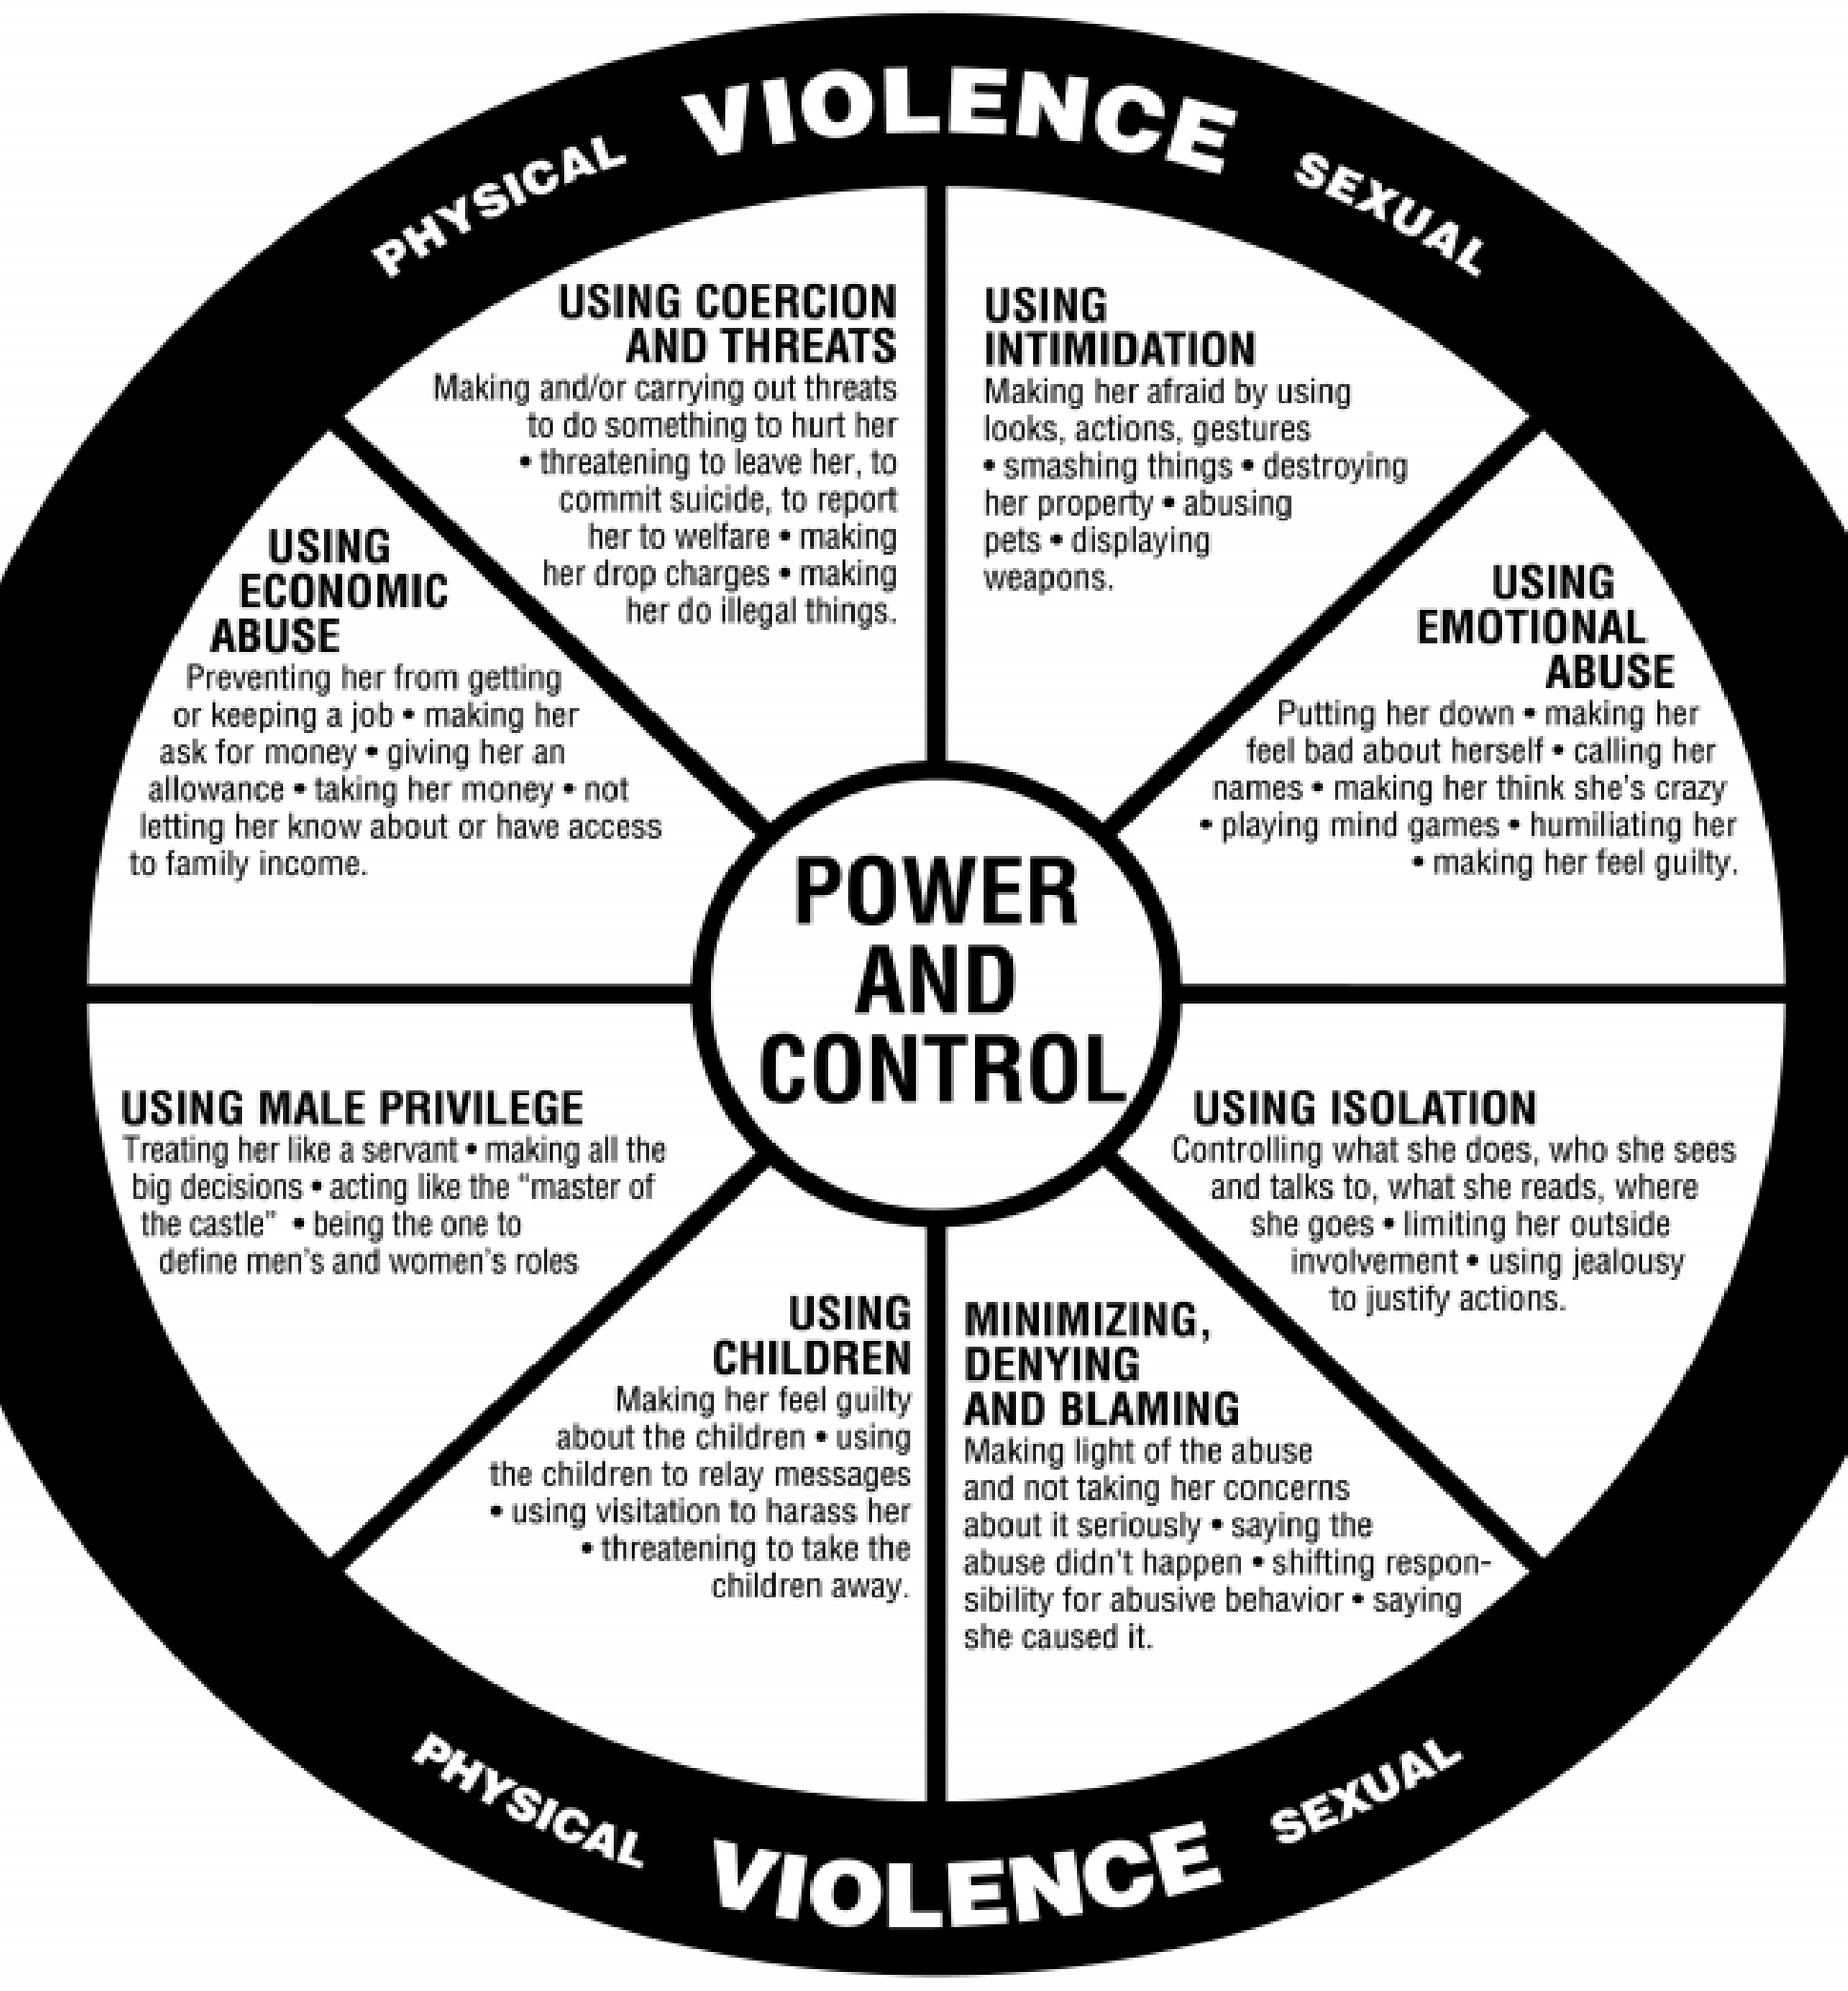 PHYSICAL VIOLENCE SEXUAL
USING COERCION
AND THREATS
Making and/or carrying out threats
to do something to hurt her
• threatening to leave her, to
commit suicide, to report
her to welfare • making
her drop charges • making
her do illegal things.
USING
INTIMIDATION
Making her afraid by using
looks, actions, gestures
• smashing things • destroying
her property • abusing
pets • displaying
weapons.
USING
EMOTIONAL
ABUSE
Putting her down • making her
feel bad about herself • calling her
names • making her think she's crazy
• playing mind games • humiliating her
• making her feel guilty.
USING ISOLATION
Controlling what she does, who she sees
and talks to, what she reads, where
she goes • limiting her outside
involvement • using jealousy
to justify actions.
MINIMIZING,
DENYING
AND BLAMING
Making light of the abuse
and not taking her concerns
about it seriously • saying the
abuse didn't happen • shifting respon-
sibility for abusive behavior • saying
she caused it.
USING
CHILDREN
Making her feel guilty
about the children • using
the children to relay messages
• using visitation to harass her
• threatening to take the
children away.
USING MALE PRIVILEGE
Treating her like a servant • making all the
big decisions • acting like the "master of
the castle" • being the one to
define men's and women's roles
USING
ECONOMIC
ABUSE
Preventing her from getting
or keeping a job • making her
ask for money • giving her an
allowance • taking her money • not
letting her know about or have access
to family income.
POWER
AND
CONTROL
PHYSICAL VIOLENCE SEXUAL